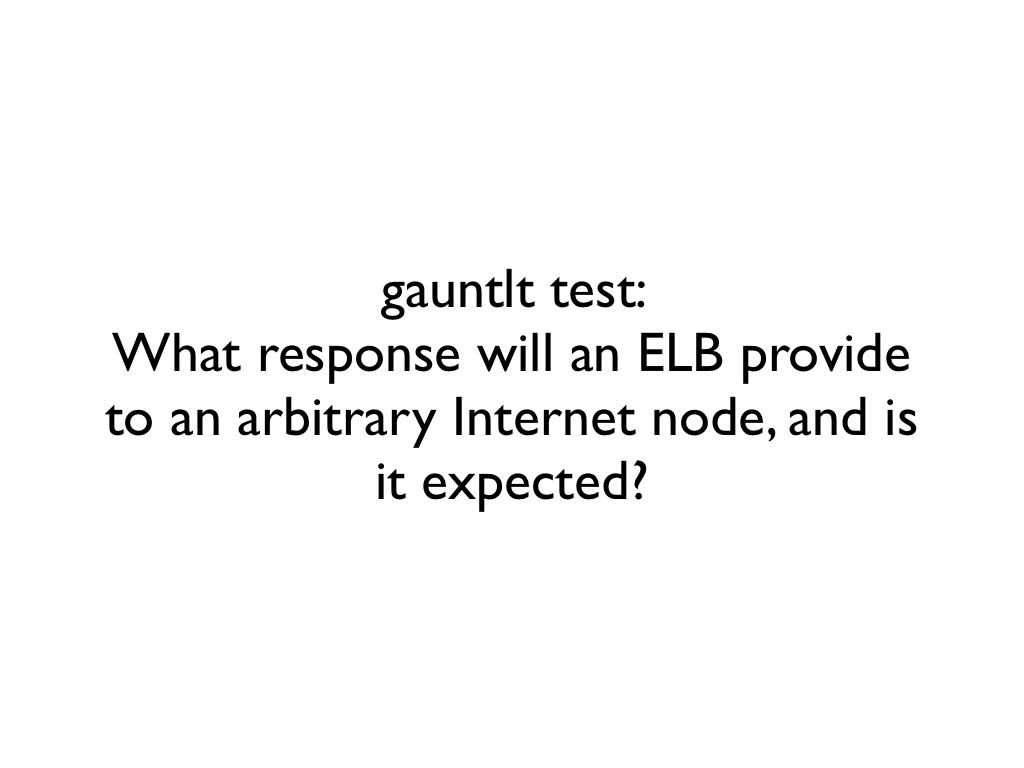 gauntlt test:
What response will an ELB provide
to an arbitrary Internet node, and is
it expected?